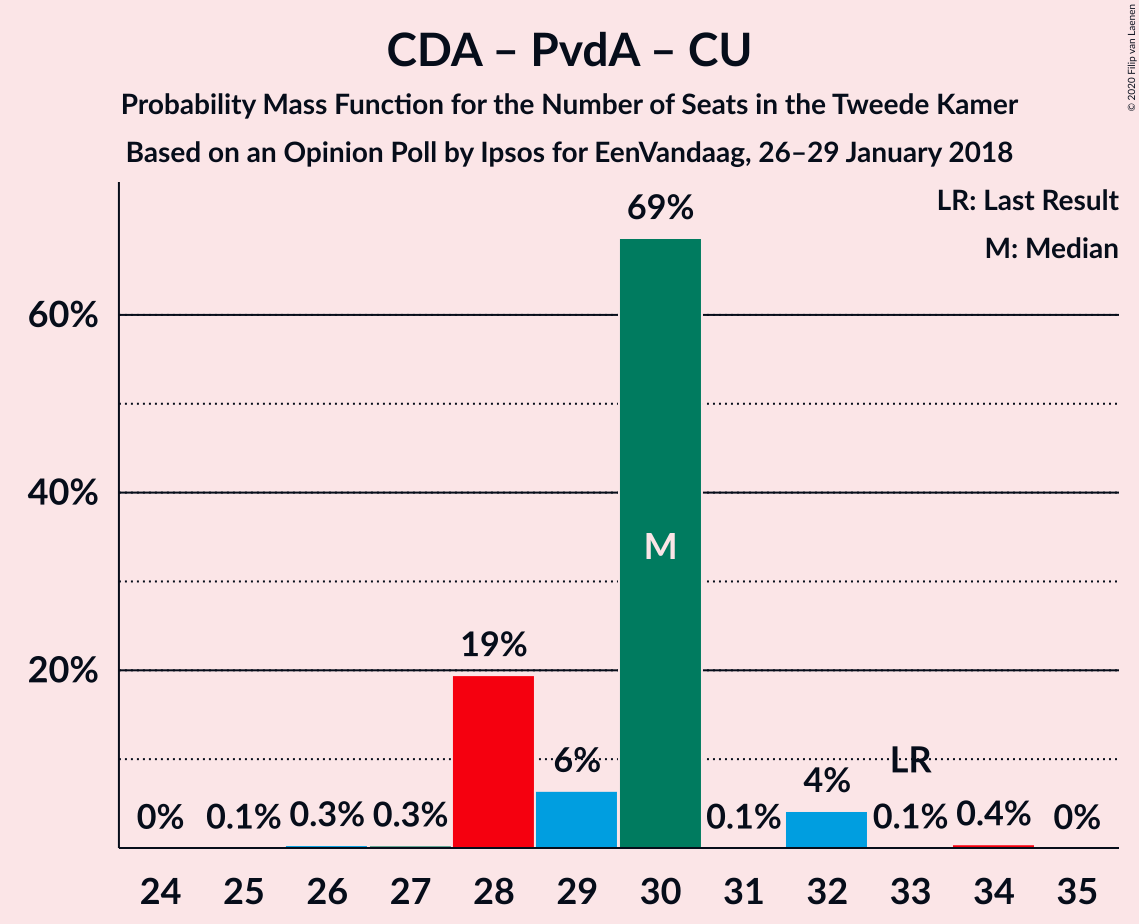 CDA – PvdA – CU
Probability Mass Function for the Number of Seats in the Tweede Kamer
Based on an Opinion Poll by Ipsos for EenVandaag, 26–29 January 2018
© 2020 Filip van Laenen
LR: Last Result
M: Median
60%
40%
20%
0%
0.1%
0.3%
0.3%
19%
6%
69%
M
0.1%
4%
LR
0.1%
0.4%
0%
24 25 26 27 28 29 30 31 32 33 34 35